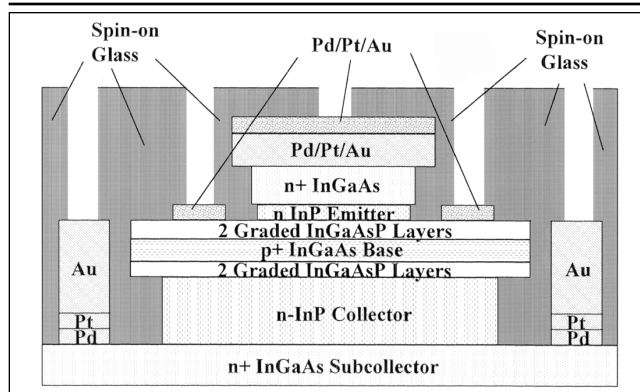 Spin-on
Glass
Pd/Pt/Au
Spin-on
Glass
Pd/Pt/Au
n+ InGaAs
n InP Emitter
2 Graded InGaAsP Layers
p+ InGaAs Base
2 Graded InGaAsP Layers
Au
Au
n-InP Collector
Pt
Pd
Pt
Pd
n+ InGaAs Subcollector